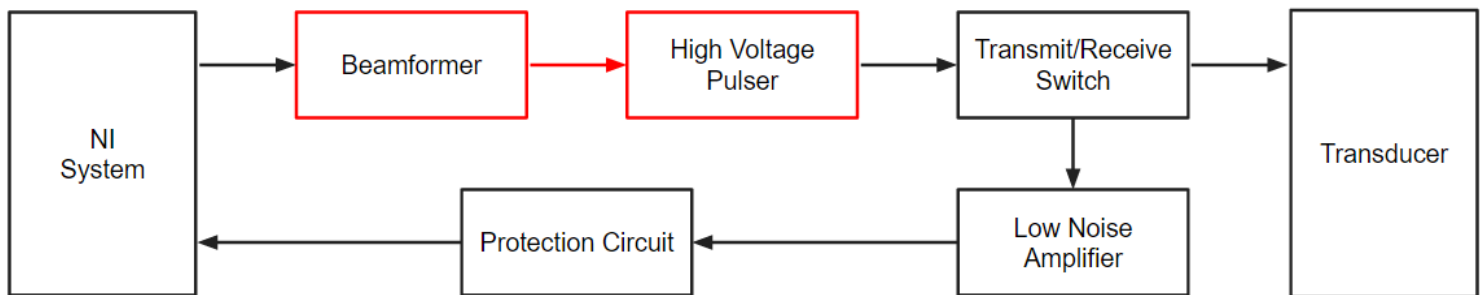 NI
System
Beamformer
High Voltage
Pulser
Transmit/Receive
Switch
Transducer
Protection Circuit
Low Noise
Amplifier